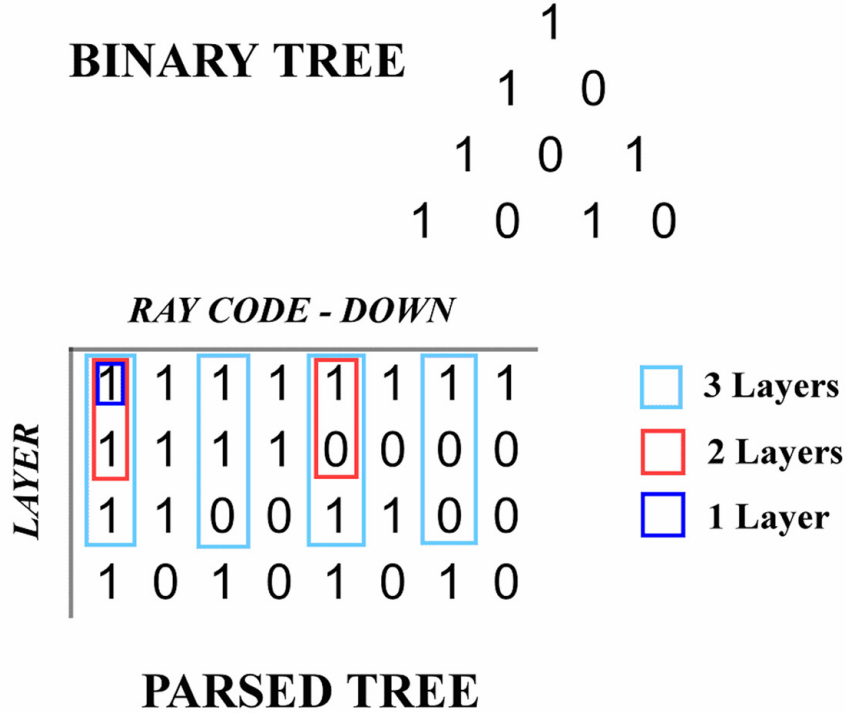 1
BINARY TREE
1 0
1 0 1
1 0 1 0
RAY CODE - DOWN
LAYER
1 1 1 1 1 1 1 1
1 1 1 1 0 0 0 0
1 1 0 0 1 1 0 0
1 0 1 0 1 0 1 0
3 Layers
2 Layers
1 Layer
PARSED TREE